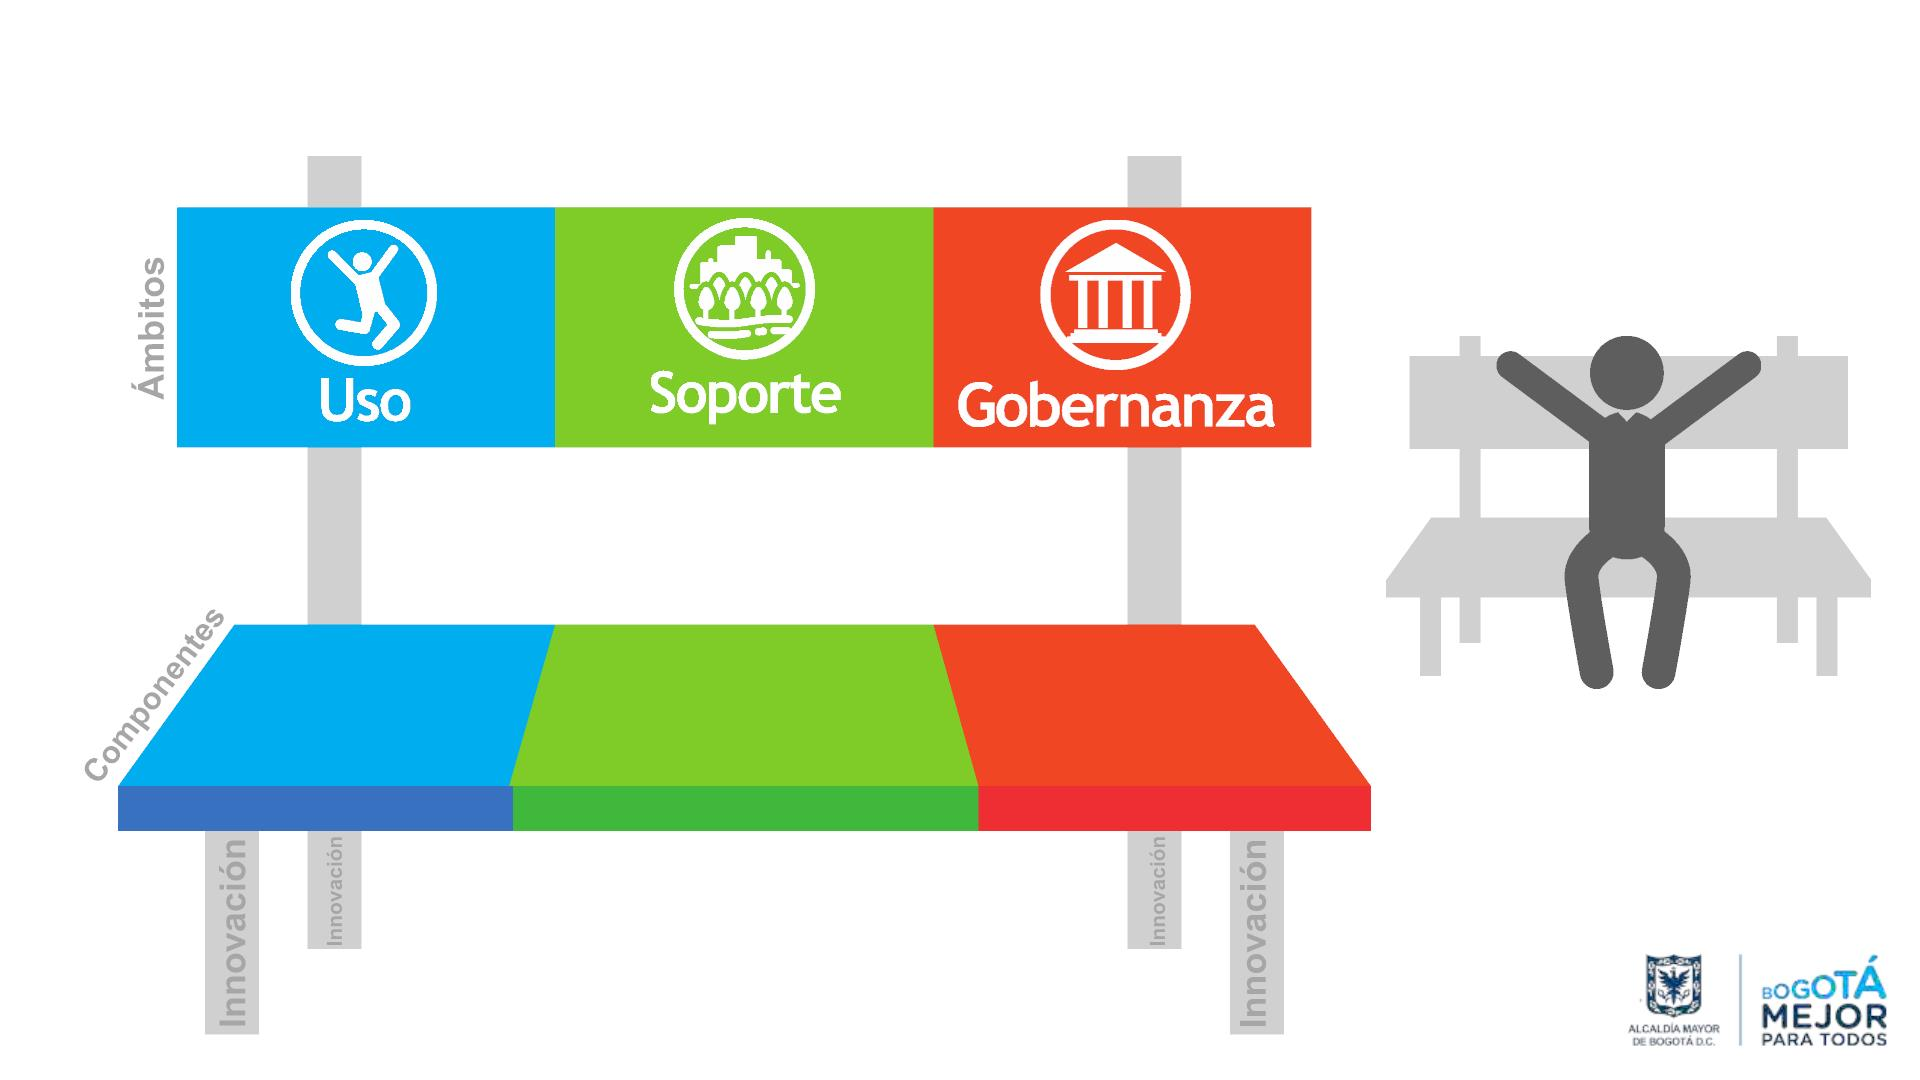 Ámbitos
Uso
Soporte
Gobernanza
Componentes
Innovación
Innovación
Innovación
Innovación
ALCALDÍA MAYOR
DE BOGOTÁ D.C.
BOGOTÁ
MEJOR
PARA TODOS